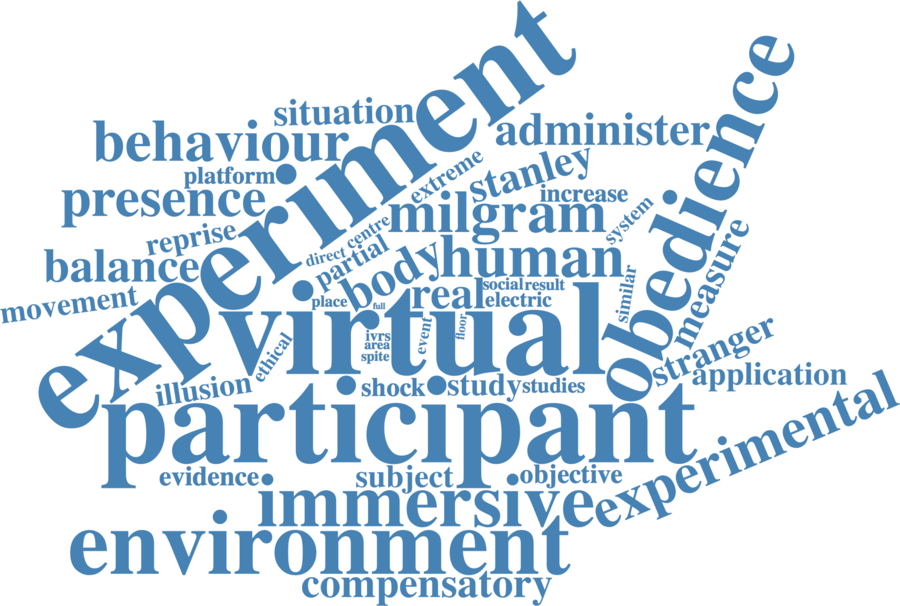 experiment
situation
behaviour
administer
obedience
platform
extreme
stanley
presence
increase
milgram
system
reprise
direct
centre
partial
balance
body
human
measure
movement
place
full
real
social
result
electric
similar
virtual
ethical
ivrs
area
spite
event
floor
stranger
illusion
shock
study
studies
application
participant
experimental
evidence
subject
objective
immersive
environment
compensatory